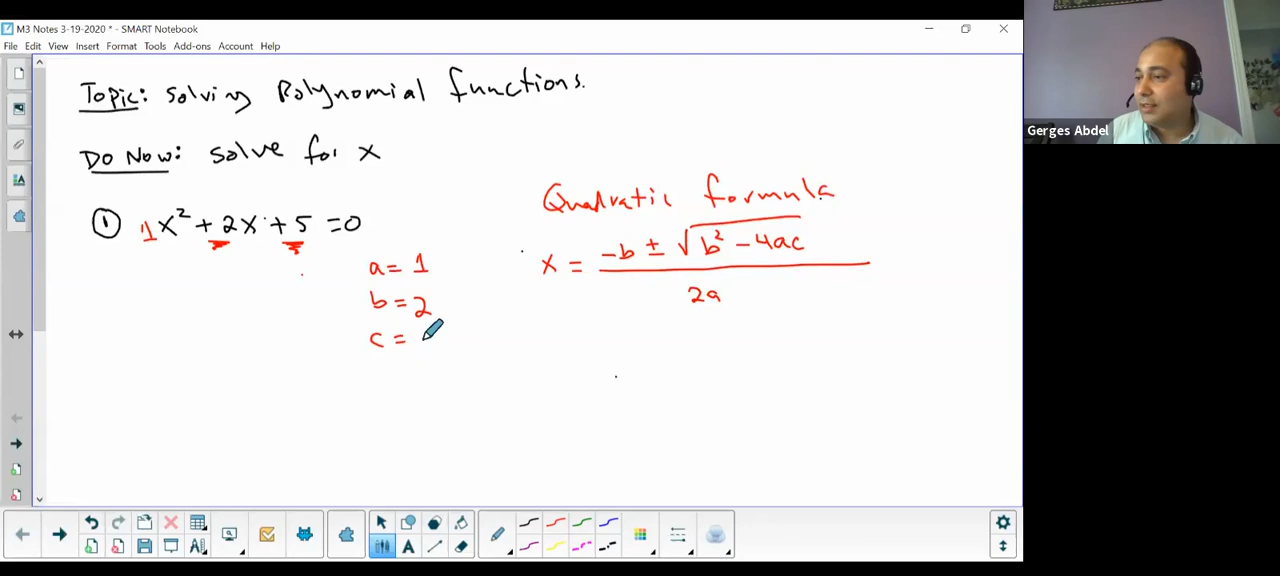 M3 Notes 3-19-2020 * - SMART Notebook
File Edit View Insert Format Tools Add-ons Account Help
Topic: Solving Polynomial functions.
Do Now: solve for x
① 1x² + 2x + 5 = 0
a = 1
b = 2
c =
Quadratic formula
x = -b ± √b² - 4ac
2a
Gerges Abdel